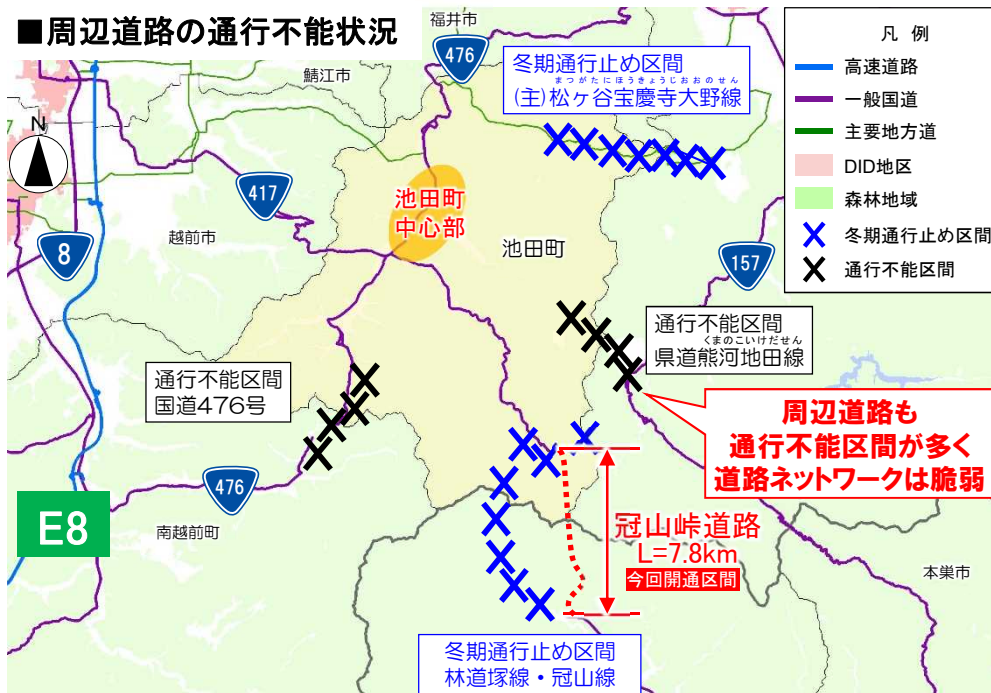 ■周辺道路の通行不能状況
福井市
鯖江市
476
冬期通行止め区間
まつがたにほうきょうじおおのせん
(主)松ヶ谷宝慶寺大野線
凡 例
高速道路
一般国道
主要地方道
DID地区
森林地域
冬期通行止め区間
通行不能区間
N
417
池田町
中心部
越前市
8
池田町
157
通行不能区間
くまのこいけだせん
県道熊河地田線
通行不能区間
国道476号
周辺道路も
通行不能区間が多く
道路ネットワークは脆弱
476
E8
南越前町
冠山峠道路
L=7.8km
今回開通区間
本巣市
冬期通行止め区間
林道塚線・冠山線